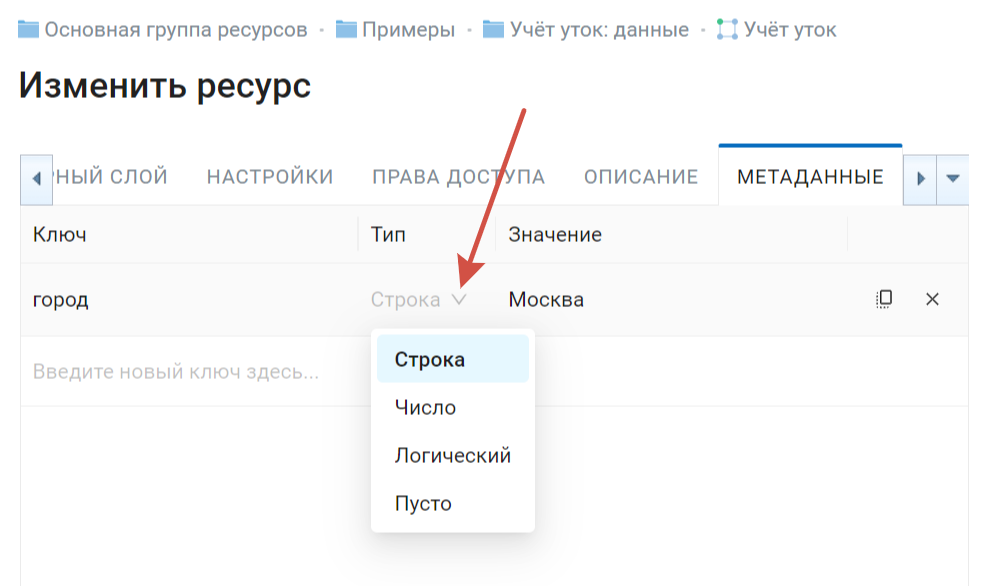 Основная группа ресурсов · Примеры · Учёт уток: данные · Учёт уток
Изменить ресурс
НЫЙ СЛОЙ НАСТРОЙКИ ПРАВА ДОСТУПА ОПИСАНИЕ МЕТАДАННЫЕ
Ключ Тип Значение
город Строка Москва
Введите новый ключ здесь...
Строка
Число
Логический
Пусто